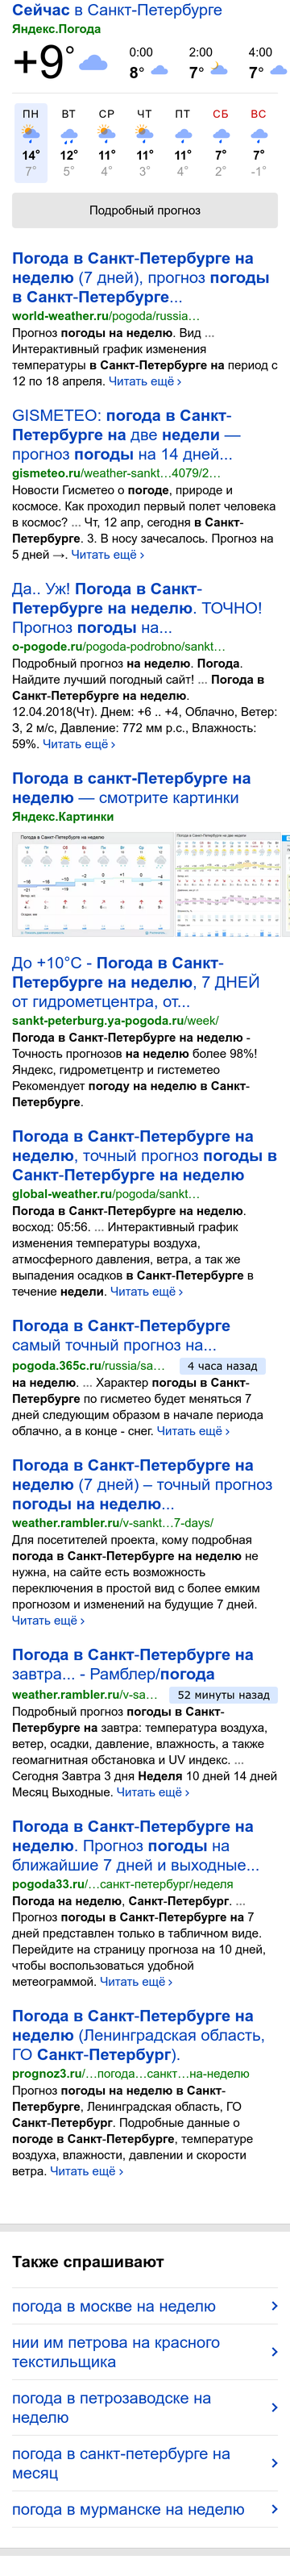 Сейчас в Санкт-Петербурге
Яндекс.Погода
+9° 0:00 2:00 4:00
8° 7° 7°
ПН ВТ СР ЧТ ПТ СБ ВС
14° 12° 11° 11° 11° 7° 7°
7° 5° 4° 3° 4° 2° -1°
Подробный прогноз
Погода в Санкт-Петербурге на
неделю (7 дней), прогноз погоды
в Санкт-Петербурге...
world-weather.ru/pogoda/russia…
Прогноз погоды на неделю. Вид ...
Интерактивный график изменения
температуры в Санкт-Петербурге на период с
12 по 18 апреля. Читать ещё ›
GISMETEO: погода в Санкт-
Петербурге на две недели —
прогноз погоды на 14 дней...
gismeteo.ru/weather-sankt…4079/2…
Новости Гисметео о погоде, природе и
космосе. Как проходил первый полет человека
в космос? ... Чт, 12 апр, сегодня в Санкт-
Петербурге. 3. В носу зачесалось. Прогноз на
5 дней →. Читать ещё ›
Да.. Уж! Погода в Санкт-
Петербурге на неделю. ТОЧНО!
Прогноз погоды на...
o-pogode.ru/pogoda-podrobno/sankt…
Подробный прогноз на неделю. Погода.
Найдите лучший погодный сайт! ... Погода в
Санкт-Петербурге на неделю.
12.04.2018(Чт). Днем: +6 .. +4, Облачно, Ветер:
З, 2 м/с, Давление: 772 мм р.с., Влажность:
59%. Читать ещё ›
Погода в санкт-петербурге на
неделю — смотрите картинки
Яндекс.Картинки
Погода в Санкт-Петербурге на неделю
До +10°C - Погода в Санкт-
Петербурге на неделю, 7 ДНЕЙ
от гидрометцентра, от...
sankt-peterburg.ya-pogoda.ru/week/
Погода в Санкт-Петербурге на неделю -
Точность прогнозов на неделю более 98%!
Яндекс, гидрометцентр и гистеметео
Рекомендует погоду на неделю в Санкт-
Петербурге.
Погода в Санкт-Петербурге на
неделю, точный прогноз погоды в
Санкт-Петербурге на неделю
global-weather.ru/pogoda/sankt…
Погода в Санкт-Петербурге на неделю.
восход: 05:56. ... Интерактивный график
изменения температуры воздуха,
атмосферного давления, ветра, а так же
выпадения осадков в Санкт-Петербурге в
течение недели. Читать ещё ›
Погода в Санкт-Петербурге
самый точный прогноз на...
pogoda.365c.ru/russia/sa… 4 часа назад
на неделю. ... Характер погоды в Санкт-
Петербурге по гисметео будет меняться 7
дней следующим образом в начале периода
облачно, а в конце - снег. Читать ещё ›
Погода в Санкт-Петербурге на
неделю (7 дней) – точный прогноз
погоды на неделю...
weather.rambler.ru/v-sankt…7-days/
Для посетителей проекта, кому подробная
погода в Санкт-Петербурге на неделю не
нужна, на сайте есть возможность
переключения в простой вид с более емким
прогнозом и изменений на будущие 7 дней.
Читать ещё ›
Погода в Санкт-Петербурге на
завтра... - Рамблер/погода
weather.rambler.ru/v-sa… 52 минуты назад
Подробный прогноз погоды в Санкт-
Петербурге на завтра: температура воздуха,
ветер, осадки, давление, влажность, а также
геомагнитная обстановка и UV индекс. ...
Сегодня Завтра 3 дня Неделя 10 дней 14 дней
Месяц Выходные. Читать ещё ›
Погода в Санкт-Петербурге на
неделю. Прогноз погоды на
ближайшие 7 дней и выходные...
pogoda33.ru/…санкт-петербург/неделя
Погода на неделю, Санкт-Петербург. ...
Прогноз погоды в Санкт-Петербурге на 7
дней представлен только в табличном виде.
Перейдите на страницу прогноза на 10 дней,
чтобы воспользоваться удобной
метеограммой. Читать ещё ›
Погода в Санкт-Петербурге на
неделю (Ленинградская область,
ГО Санкт-Петербург).
prognoz3.ru/…погода…санкт…на-неделю
Прогноз погоды на неделю в Санкт-
Петербурге, Ленинградская область, ГО
Санкт-Петербург. Подробные данные о
погоде в Санкт-Петербурге, температуре
воздуха, влажности, давлении и скорости
ветра. Читать ещё ›
Также спрашивают
погода в москве на неделю
нии им петрова на красного
текстильщика
погода в петрозаводске на
неделю
погода в санкт-петербурге на
месяц
погода в мурманске на неделю